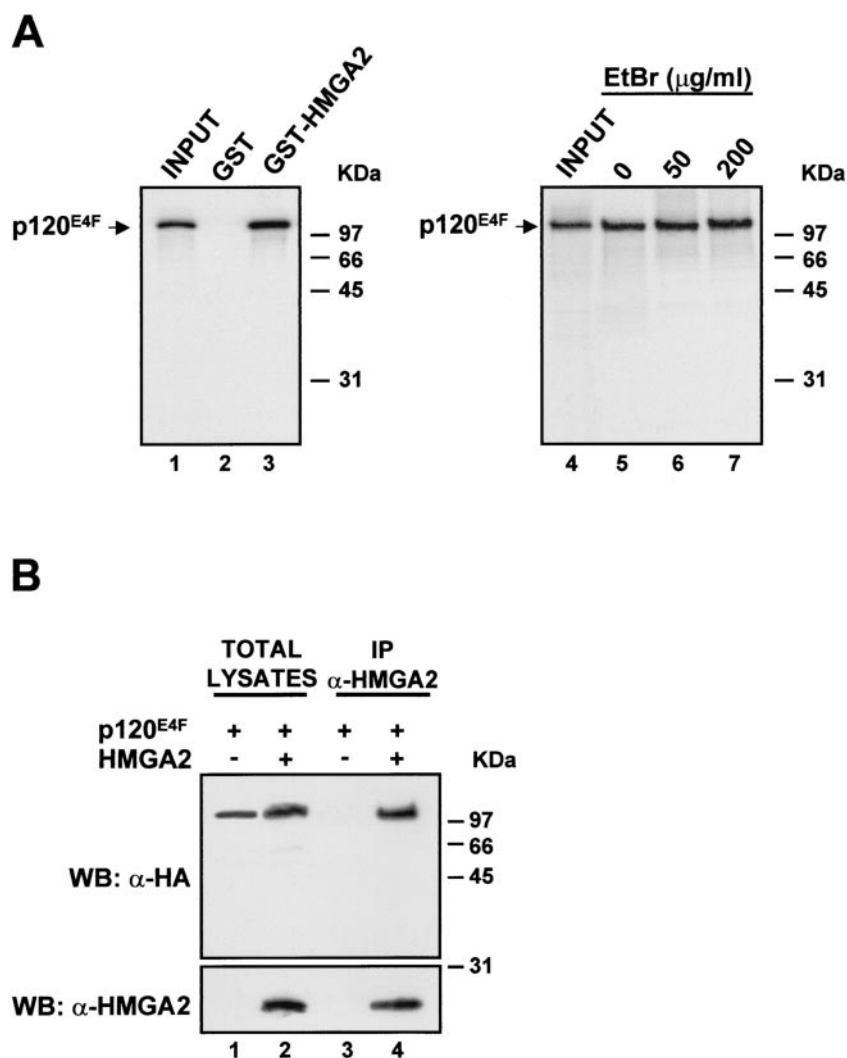 A
INPUT
GST
GST-HMGA2
KDa
p120E4F
97
66
45
31
1 2 3
EtBr (μg/ml)
INPUT
0
50
200
KDa
p120E4F
97
66
45
31
4 5 6 7
B
TOTAL LYSATES
IP α-HMGA2
p120E4F + + + +
HMGA2 - + - +
KDa
97
66
45
31
WB: α-HA
WB: α-HMGA2
1 2 3 4